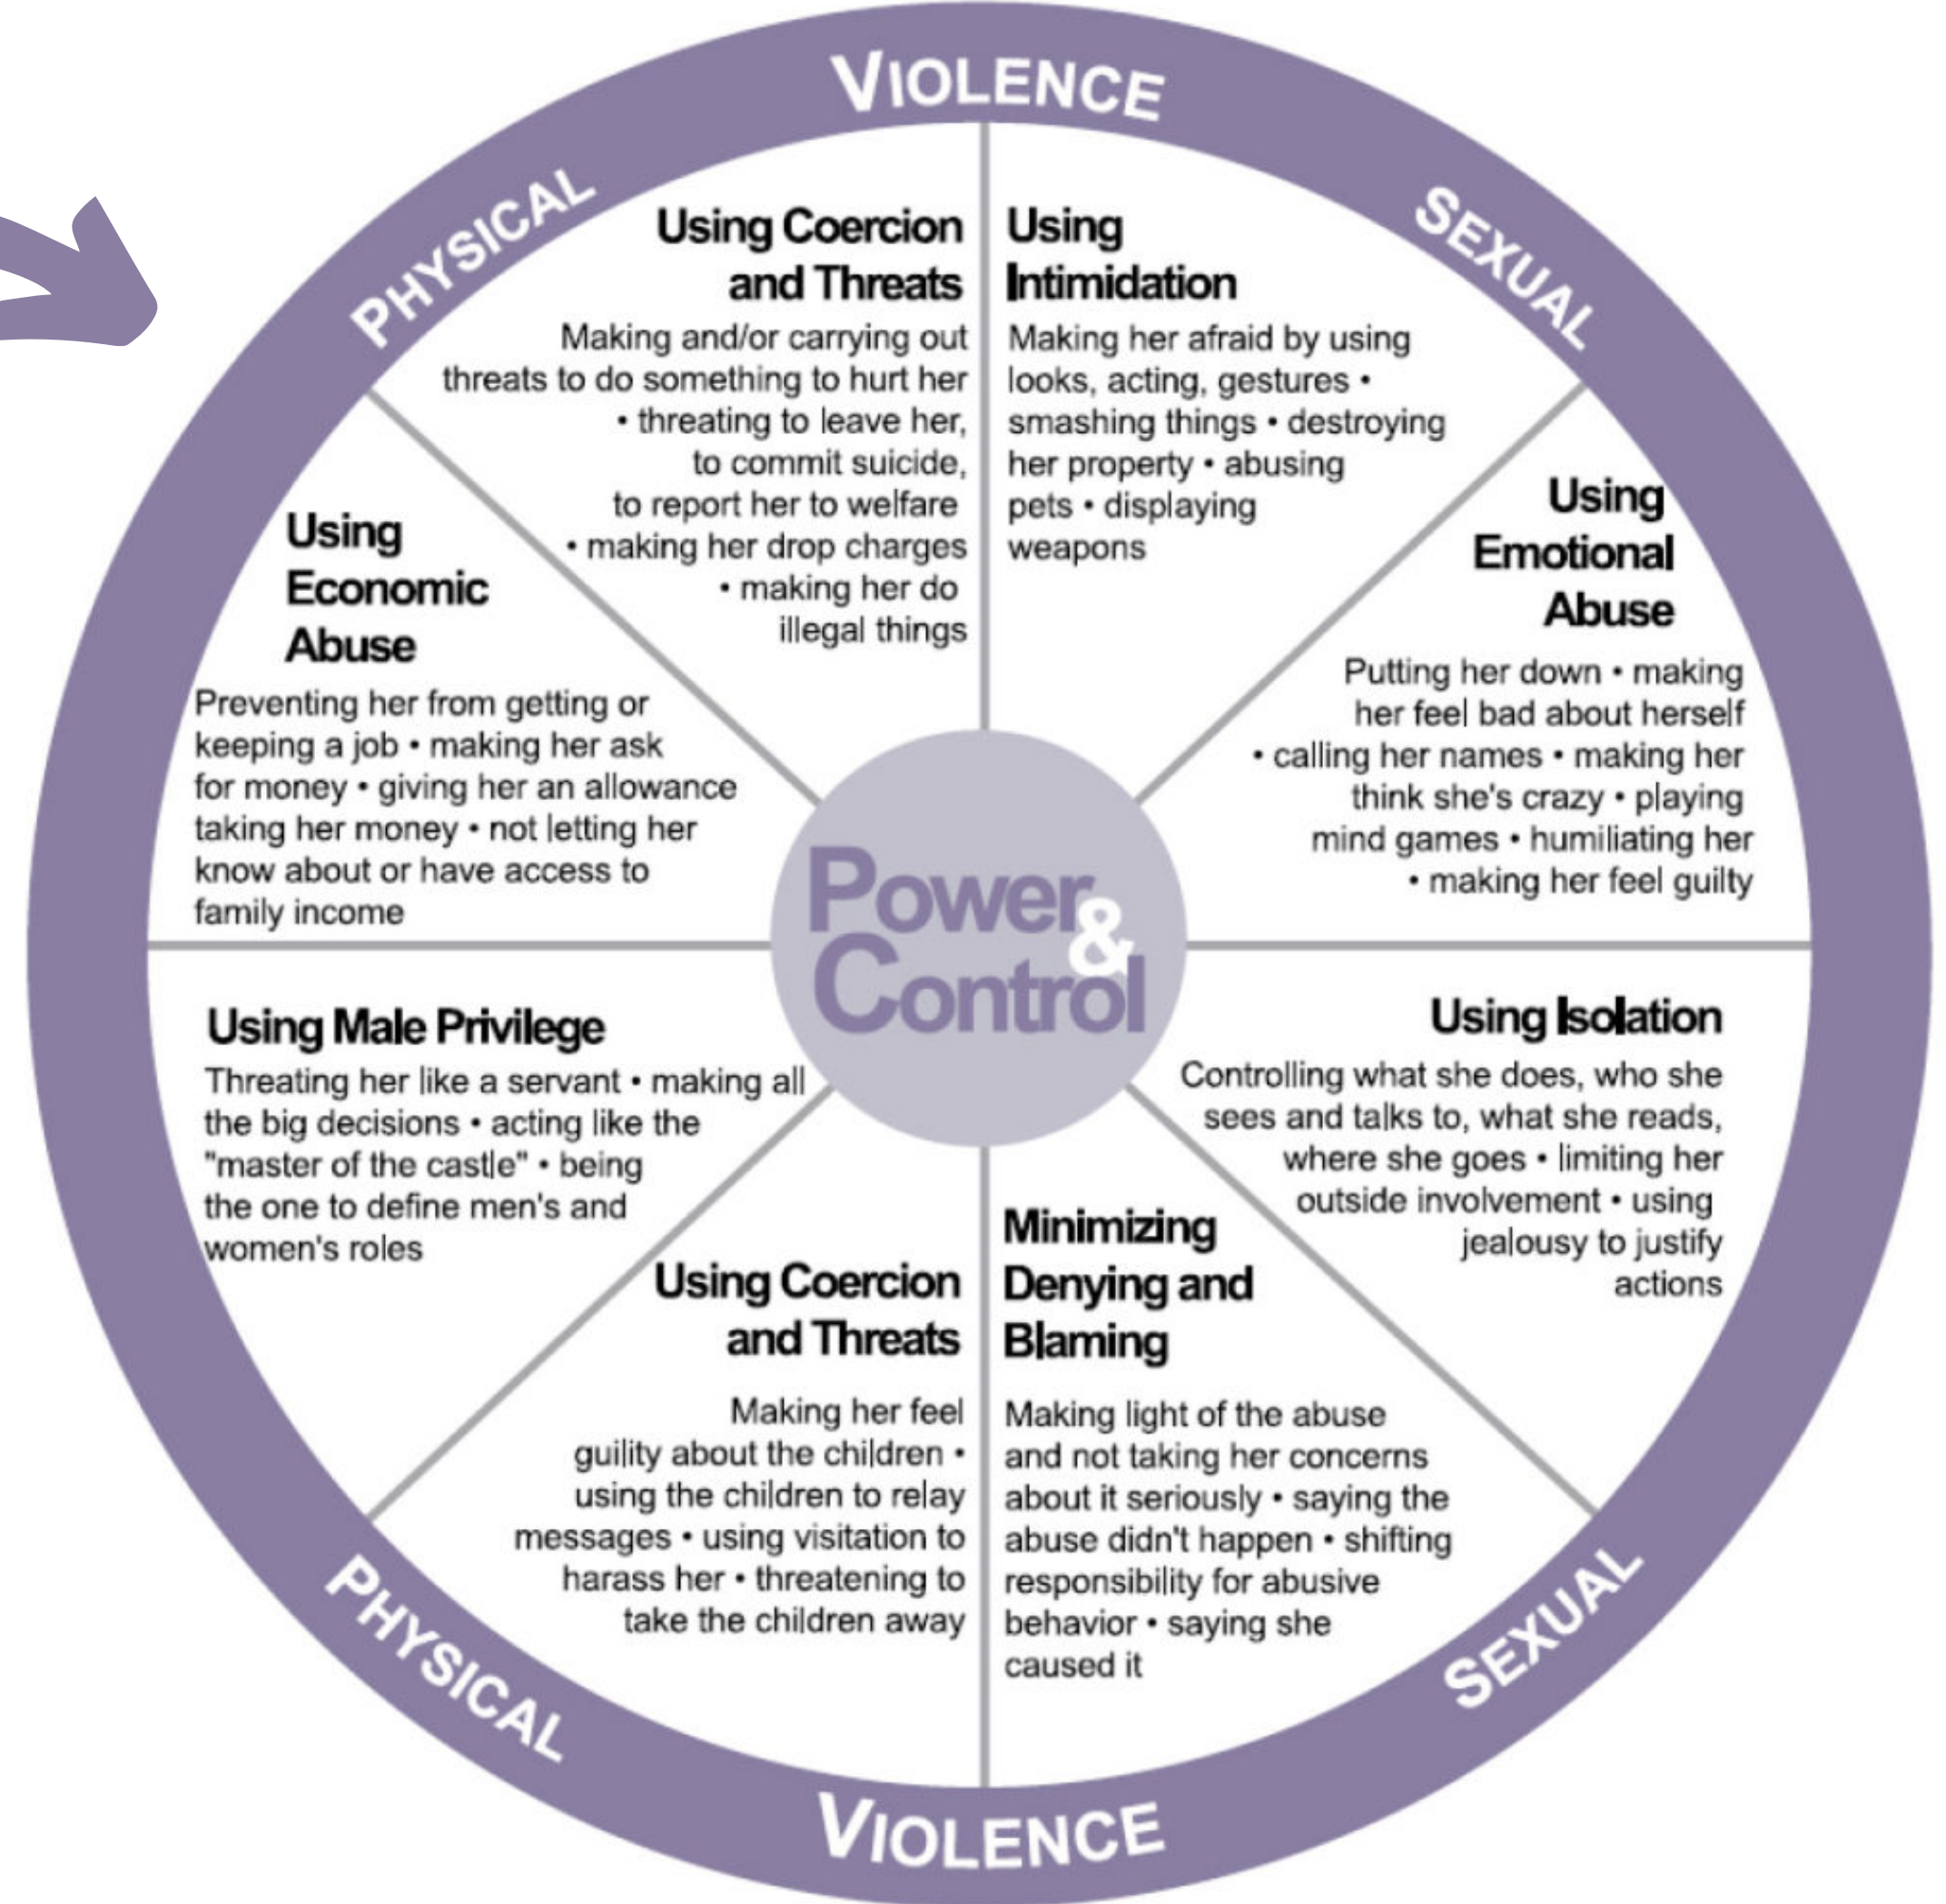 VIOLENCE
PHYSICAL
SEXUAL
Using Coercion
and Threats
Making and/or carrying out
threats to do something to hurt her
• threating to leave her,
to commit suicide,
to report her to welfare
• making her drop charges
• making her do
illegal things
Using
Intimidation
Making her afraid by using
looks, acting, gestures •
smashing things • destroying
her property • abusing
pets • displaying
weapons
Using
Economic
Abuse
Preventing her from getting or
keeping a job • making her ask
for money • giving her an allowance
taking her money • not letting her
know about or have access to
family income
Using
Emotional
Abuse
Putting her down • making
her feel bad about herself
• calling her names • making her
think she's crazy • playing
mind games • humiliating her
• making her feel guilty
Power
&
Control
Using Male Privilege
Threating her like a servant • making all
the big decisions • acting like the
"master of the castle" • being
the one to define men's and
women's roles
Using Isolation
Controlling what she does, who she
sees and talks to, what she reads,
where she goes • limiting her
outside involvement • using
jealousy to justify
actions
Using Coercion
and Threats
Making her feel
guility about the children •
using the children to relay
messages • using visitation to
harass her • threatening to
take the children away
Minimizing
Denying and
Blaming
Making light of the abuse
and not taking her concerns
about it seriously • saying the
abuse didn't happen • shifting
responsibility for abusive
behavior • saying she
caused it
PHYSICAL
SEXUAL
VIOLENCE